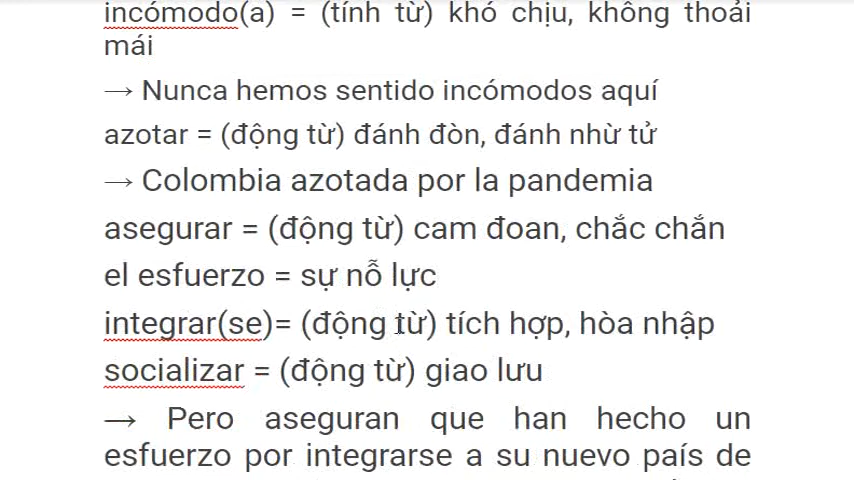 incómodo(a) = (tính từ) khó chịu, không thoải
mái
→ Nunca hemos sentido incómodos aquí
azotar = (động từ) đánh đòn, đánh nhừ tử
→ Colombia azotada por la pandemia
asegurar = (động từ) cam đoan, chắc chắn
el esfuerzo = sự nỗ lực
integrar(se)= (động từ) tích hợp, hòa nhập
socializar = (động từ) giao lưu
→ Pero aseguran que han hecho un
esfuerzo por integrarse a su nuevo país de